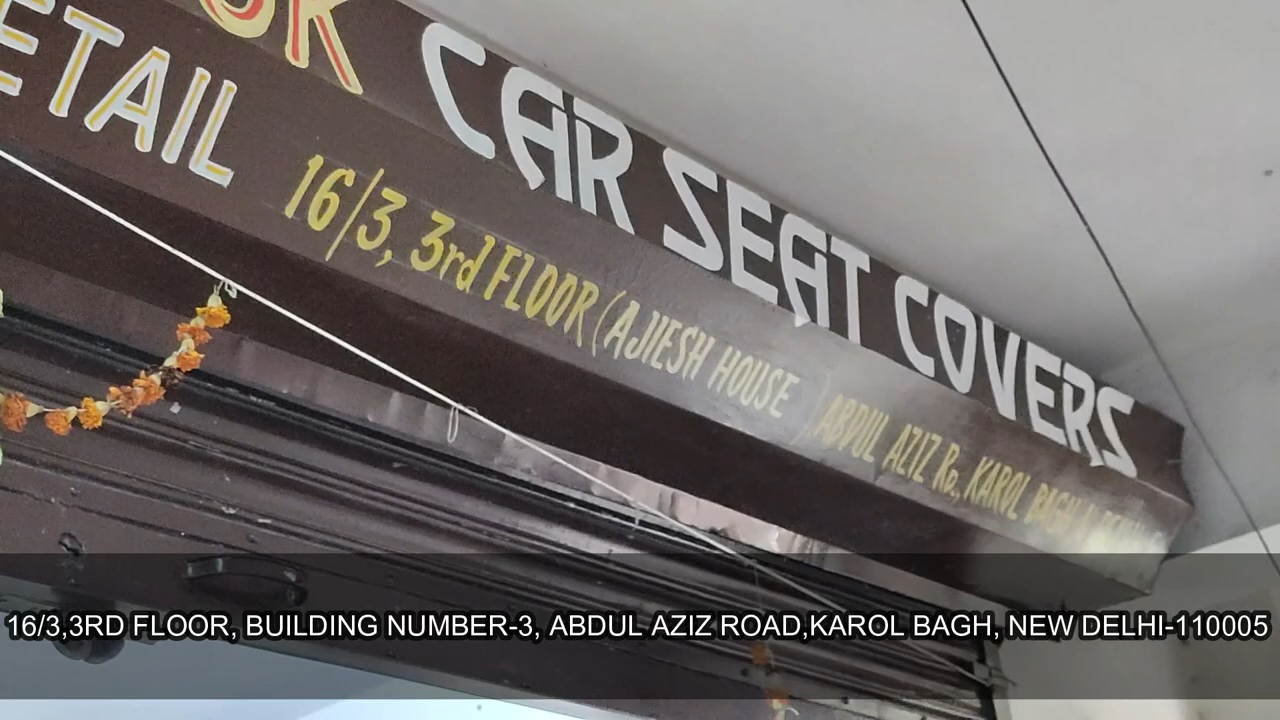 CAR SEAT COVERS
ETAIL
16/3, 3rd FLOOR (AJIESH HOUSE) ABDUL AZIZ RD, KAROL BAGH
16/3,3RD FLOOR, BUILDING NUMBER-3, ABDUL AZIZ ROAD,KAROL BAGH, NEW DELHI-110005